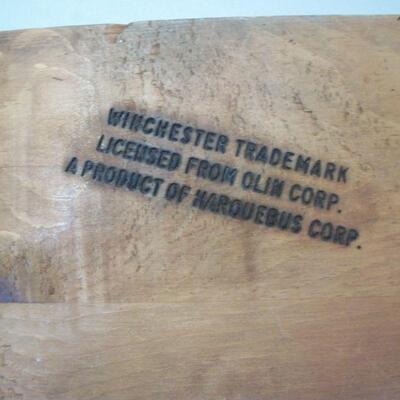 WINCHESTER TRADEMARK
LICENSED FROM OLIN CORP.
A PRODUCT OF HARQUEBUS CORP.